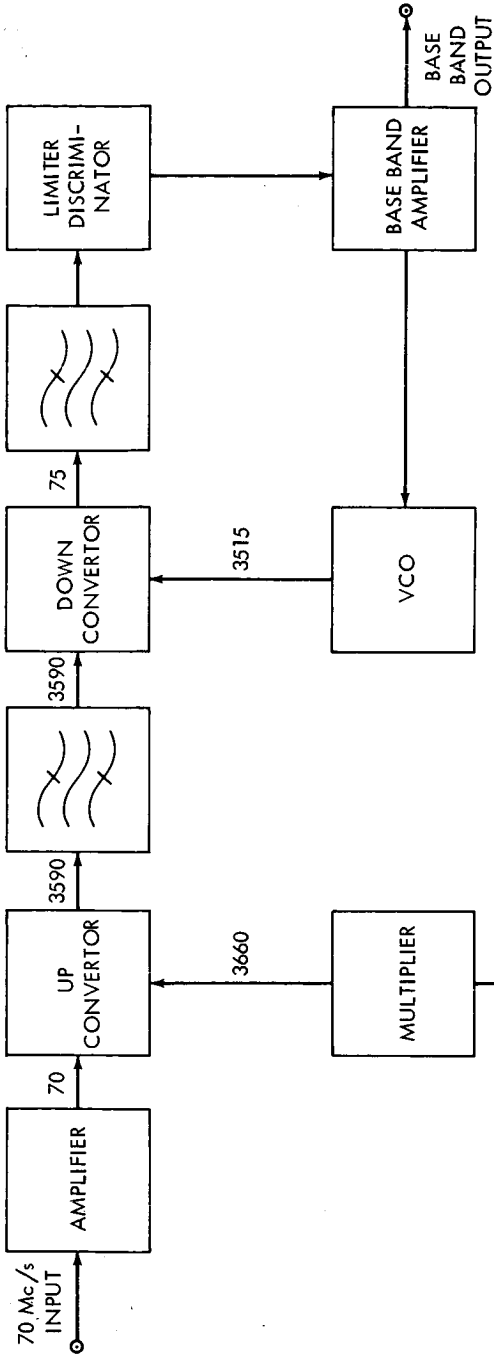 70 Mc/s
INPUT
AMPLIFIER
70
UP
CONVERTOR
3590
3590
DOWN
CONVERTOR
75
LIMITER
DISCRIMI-
NATOR
3660
3515
MULTIPLIER
VCO
BASE BAND
AMPLIFIER
BASE
BAND
OUTPUT